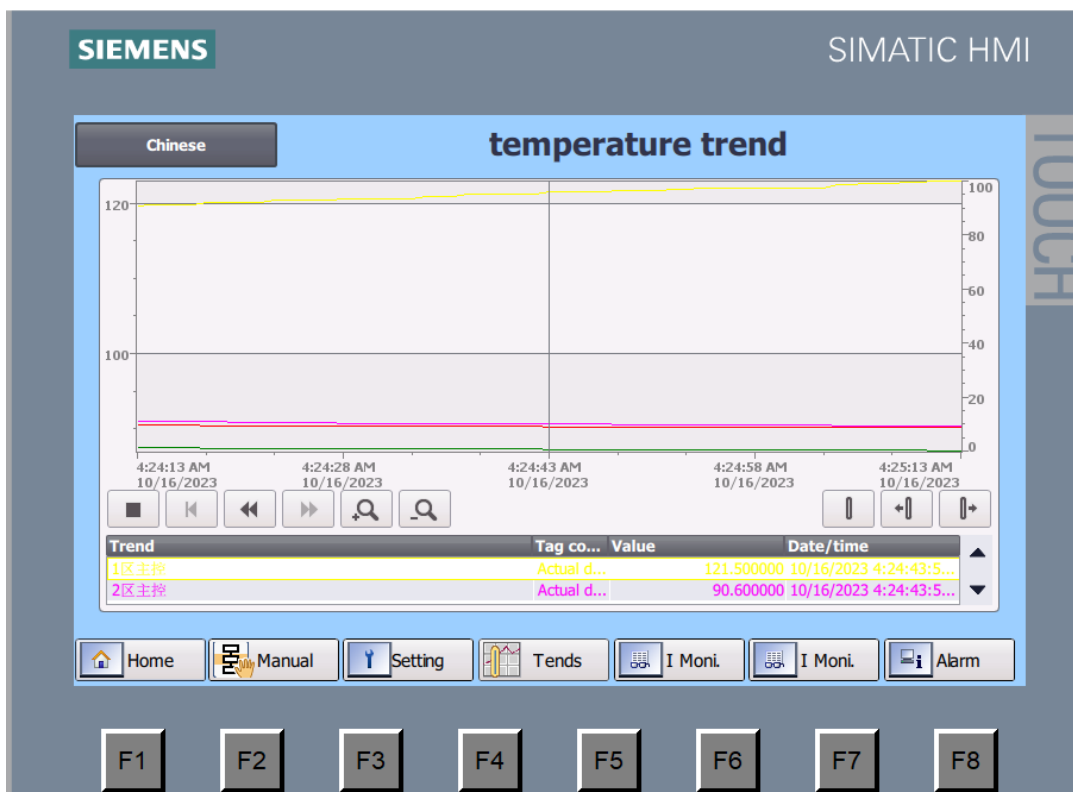 SIEMENS
SIMATIC HMI
TOUCH
Chinese
temperature trend
120
100
100
80
60
40
20
0
4:24:13 AM 4:24:28 AM 4:24:43 AM 4:24:58 AM 4:25:13 AM
10/16/2023 10/16/2023 10/16/2023 10/16/2023 10/16/2023
Trend Tag co... Value Date/time
1区主控 Actual d... 121.500000 10/16/2023 4:24:43:5...
2区主控 Actual d... 90.600000 10/16/2023 4:24:43:5...
Home Manual Setting Tends I Moni. I Moni. Alarm
F1 F2 F3 F4 F5 F6 F7 F8